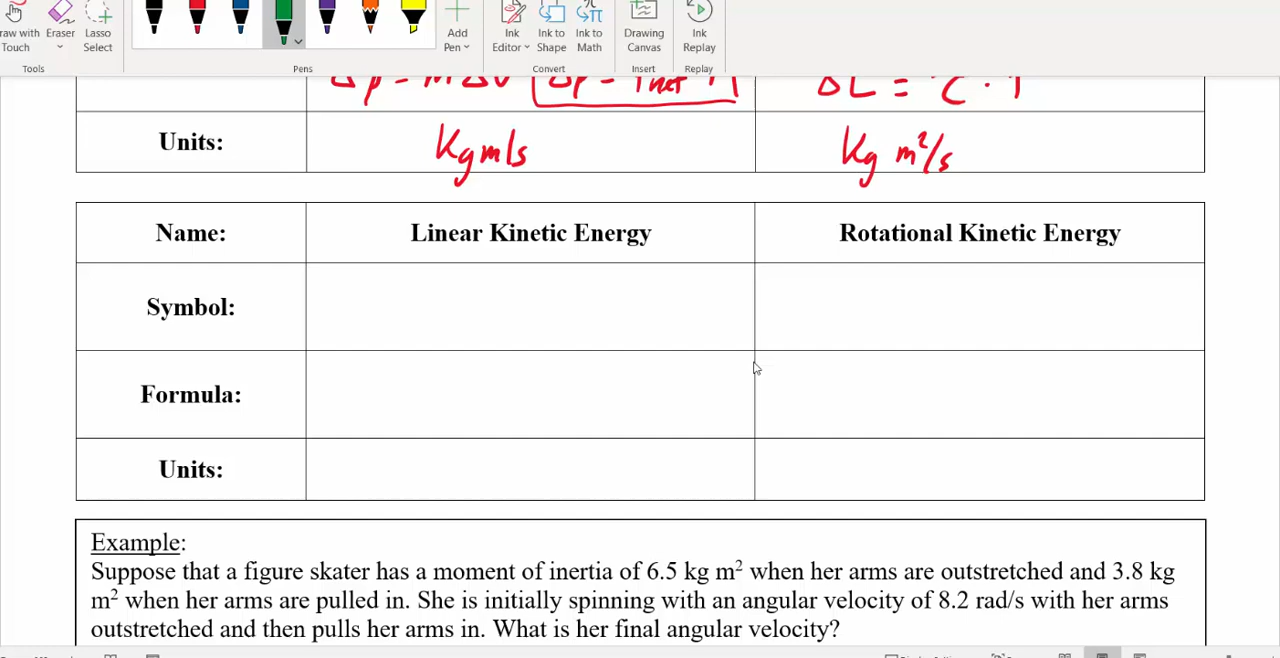 raw with Eraser Lasso
Touch Select
Add
Pen
Ink Ink to Ink to
Editor Shape Math
Drawing
Canvas
Ink
Replay
Tools Pens Convert Insert Replay
Units: Kg m/s Kg m²/s
Name: Linear Kinetic Energy Rotational Kinetic Energy
Symbol:
Formula:
Units:
Example:
Suppose that a figure skater has a moment of inertia of 6.5 kg m² when her arms are outstretched and 3.8 kg
m² when her arms are pulled in. She is initially spinning with an angular velocity of 8.2 rad/s with her arms
outstretched and then pulls her arms in. What is her final angular velocity?